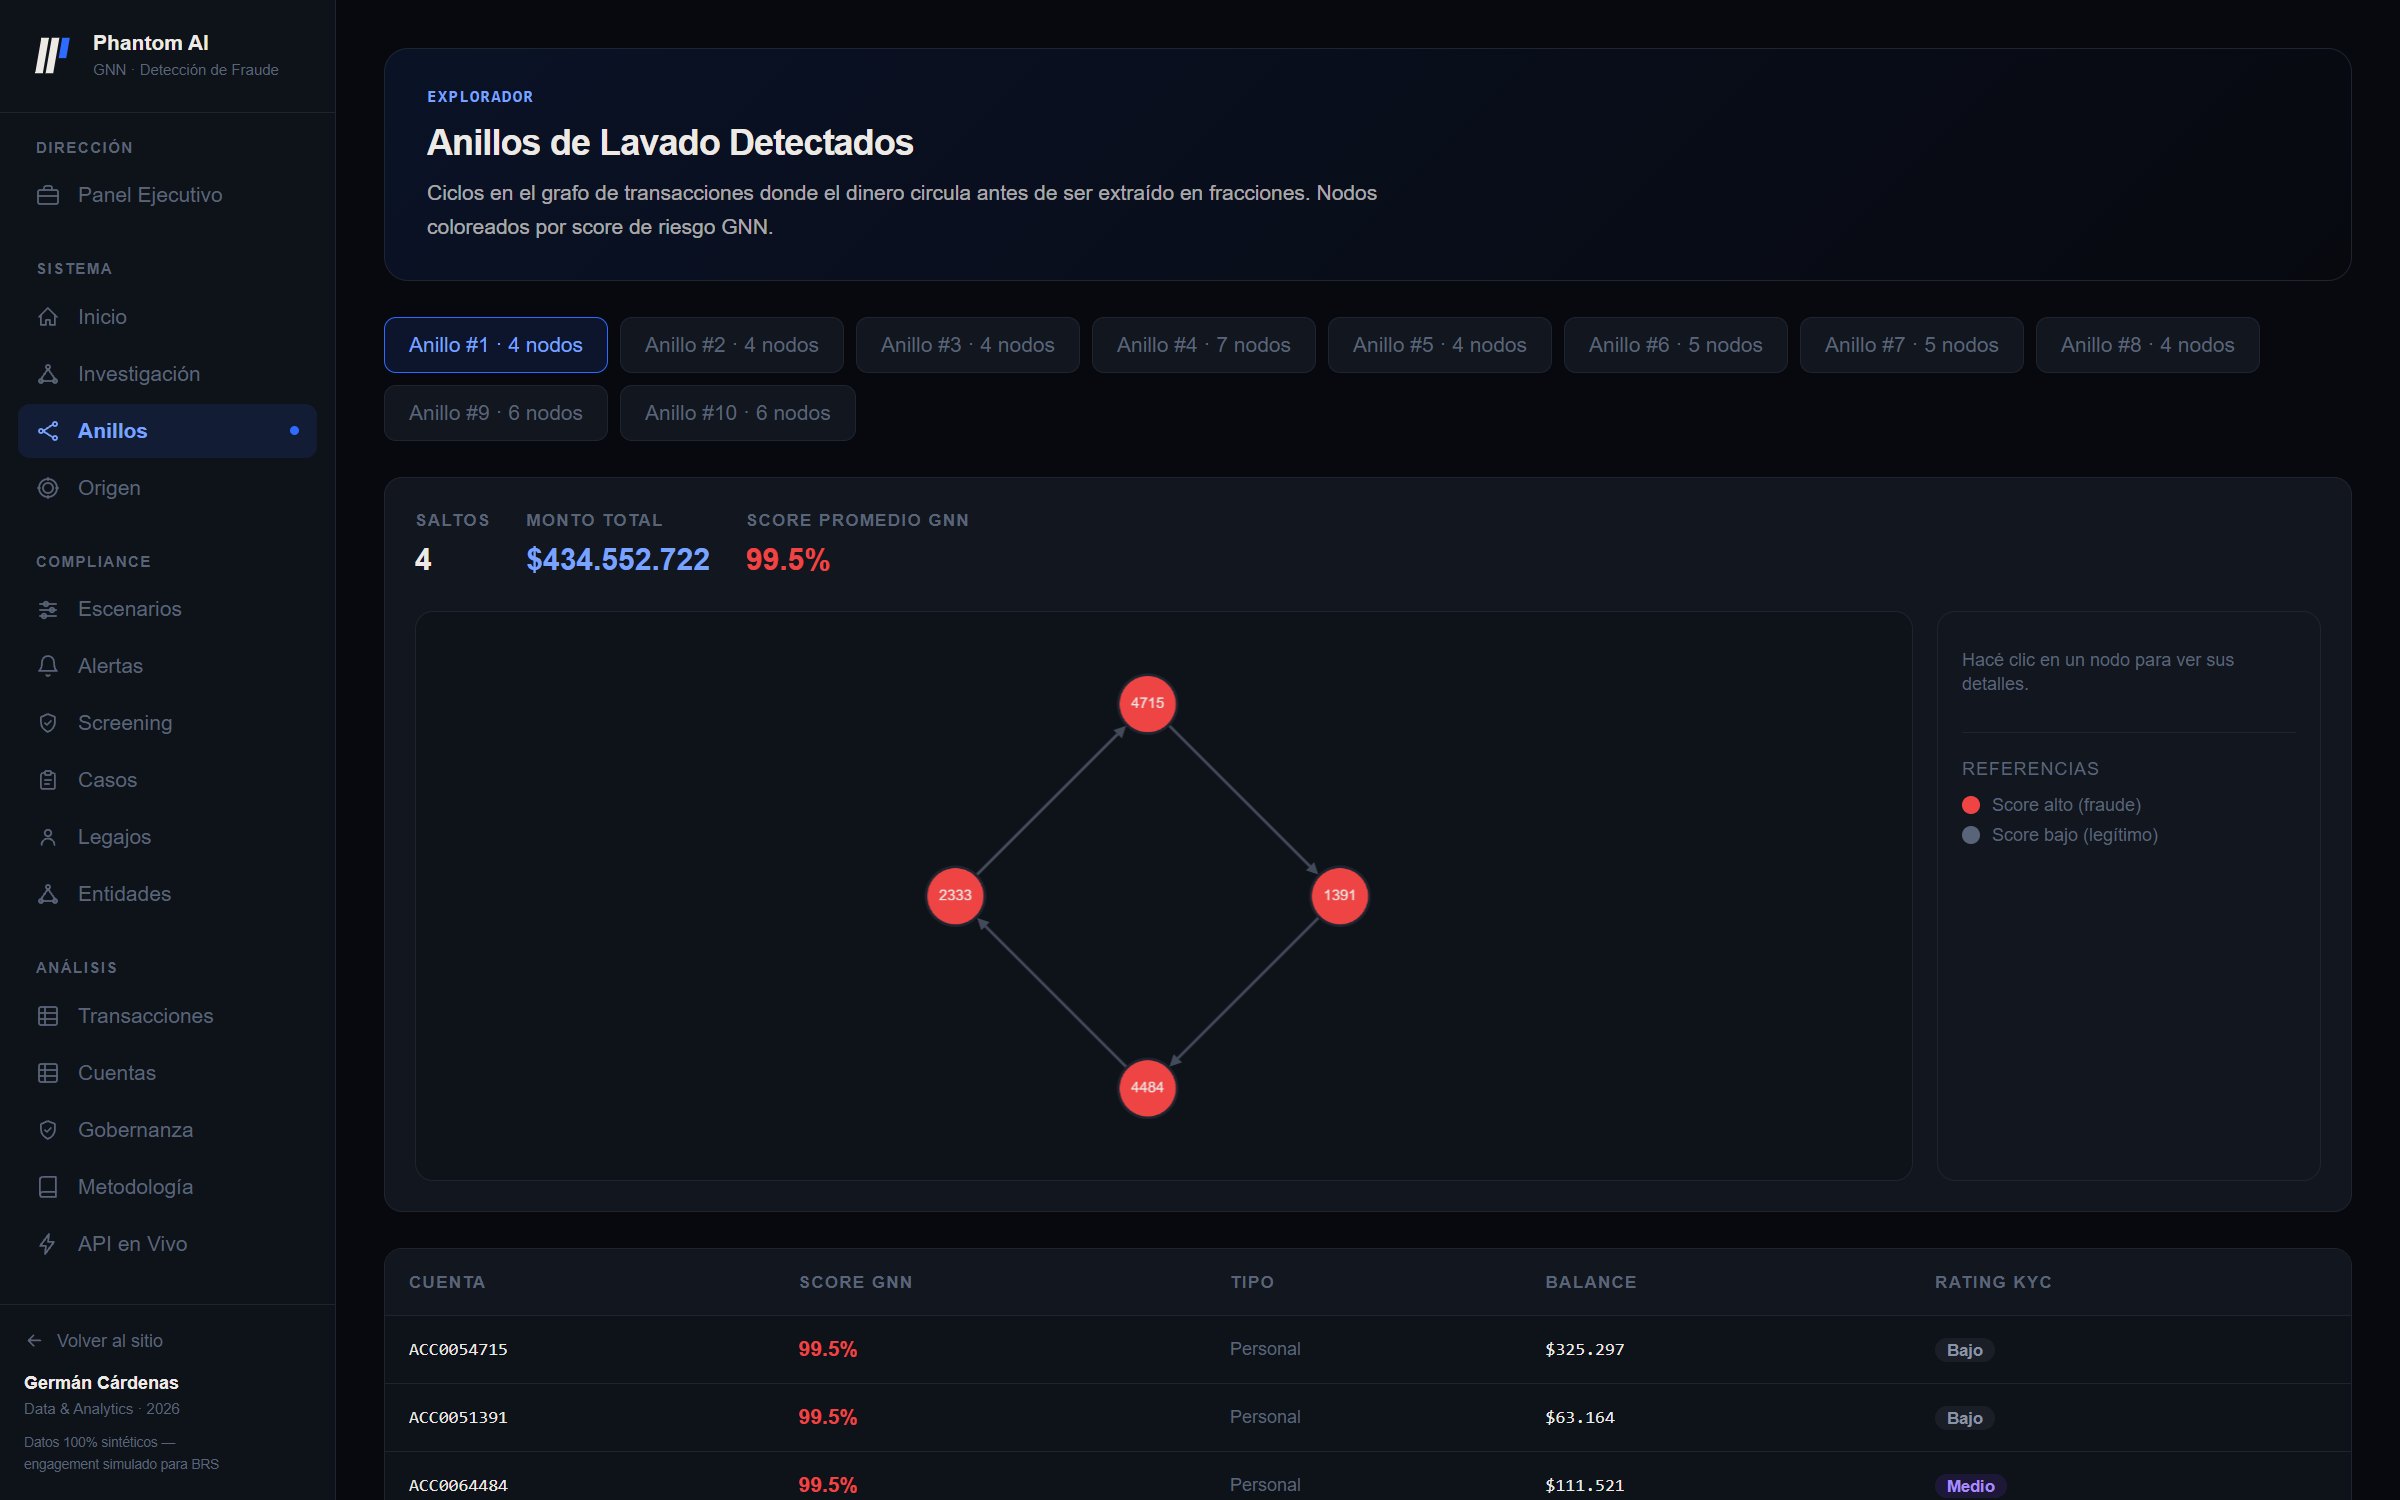 Phantom AI
GNN · Detección de Fraude
DIRECCIÓN
Panel Ejecutivo
SISTEMA
Inicio
Investigación
Anillos
Origen
COMPLIANCE
Escenarios
Alertas
Screening
Casos
Legajos
Entidades
ANÁLISIS
Transacciones
Cuentas
Gobernanza
Metodología
API en Vivo
Volver al sitio
Germán Cárdenas
Data & Analytics · 2026
Datos 100% sintéticos —
engagement simulado para BRS
EXPLORADOR
Anillos de Lavado Detectados
Ciclos en el grafo de transacciones donde el dinero circula antes de ser extraído en fracciones. Nodos
coloreados por score de riesgo GNN.
Anillo #1 · 4 nodos
Anillo #2 · 4 nodos
Anillo #3 · 4 nodos
Anillo #4 · 7 nodos
Anillo #5 · 4 nodos
Anillo #6 · 5 nodos
Anillo #7 · 5 nodos
Anillo #8 · 4 nodos
Anillo #9 · 6 nodos
Anillo #10 · 6 nodos
SALTOS MONTO TOTAL SCORE PROMEDIO GNN
4 $434.552.722 99.5%
4715
2333
1391
4484
Hacé clic en un nodo para ver sus
detalles.
REFERENCIAS
Score alto (fraude)
Score bajo (legítimo)
CUENTA SCORE GNN TIPO BALANCE RATING KYC
ACC0054715 99.5% Personal $325.297 Bajo
ACC0051391 99.5% Personal $63.164 Bajo
ACC0064484 99.5% Personal $111.521 Medio